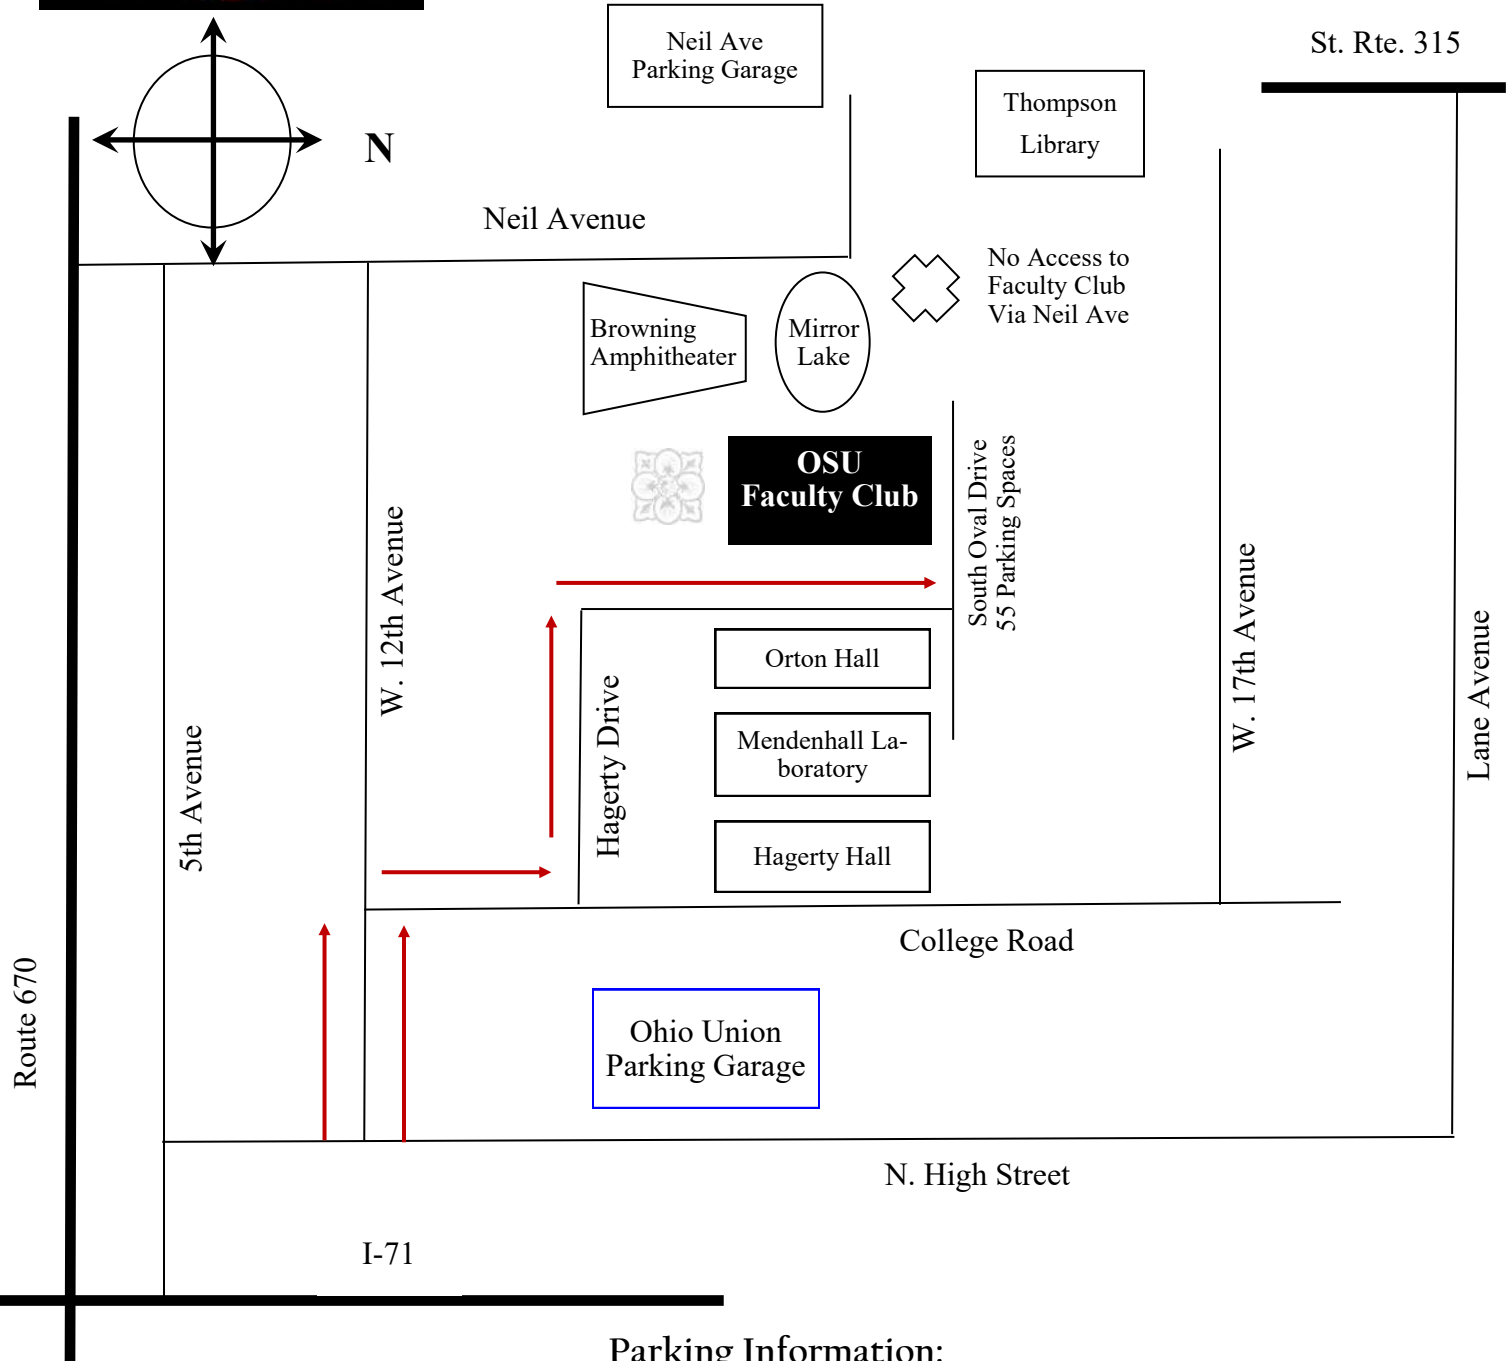 Neil Ave
Parking Garage
St. Rte. 315
Thompson
Library
N
Neil Avenue
No Access to
Faculty Club
Via Neil Ave
Browning
Amphitheater
Mirror
Lake
OSU
Faculty Club
South Oval Drive
55 Parking Spaces
W. 12th Avenue
W. 17th Avenue
Lane Avenue
Orton Hall
Hagerty Drive
Mendenhall La-
boratory
5th Avenue
Hagerty Hall
College Road
Route 670
Ohio Union
Parking Garage
N. High Street
I-71
Parking Information: